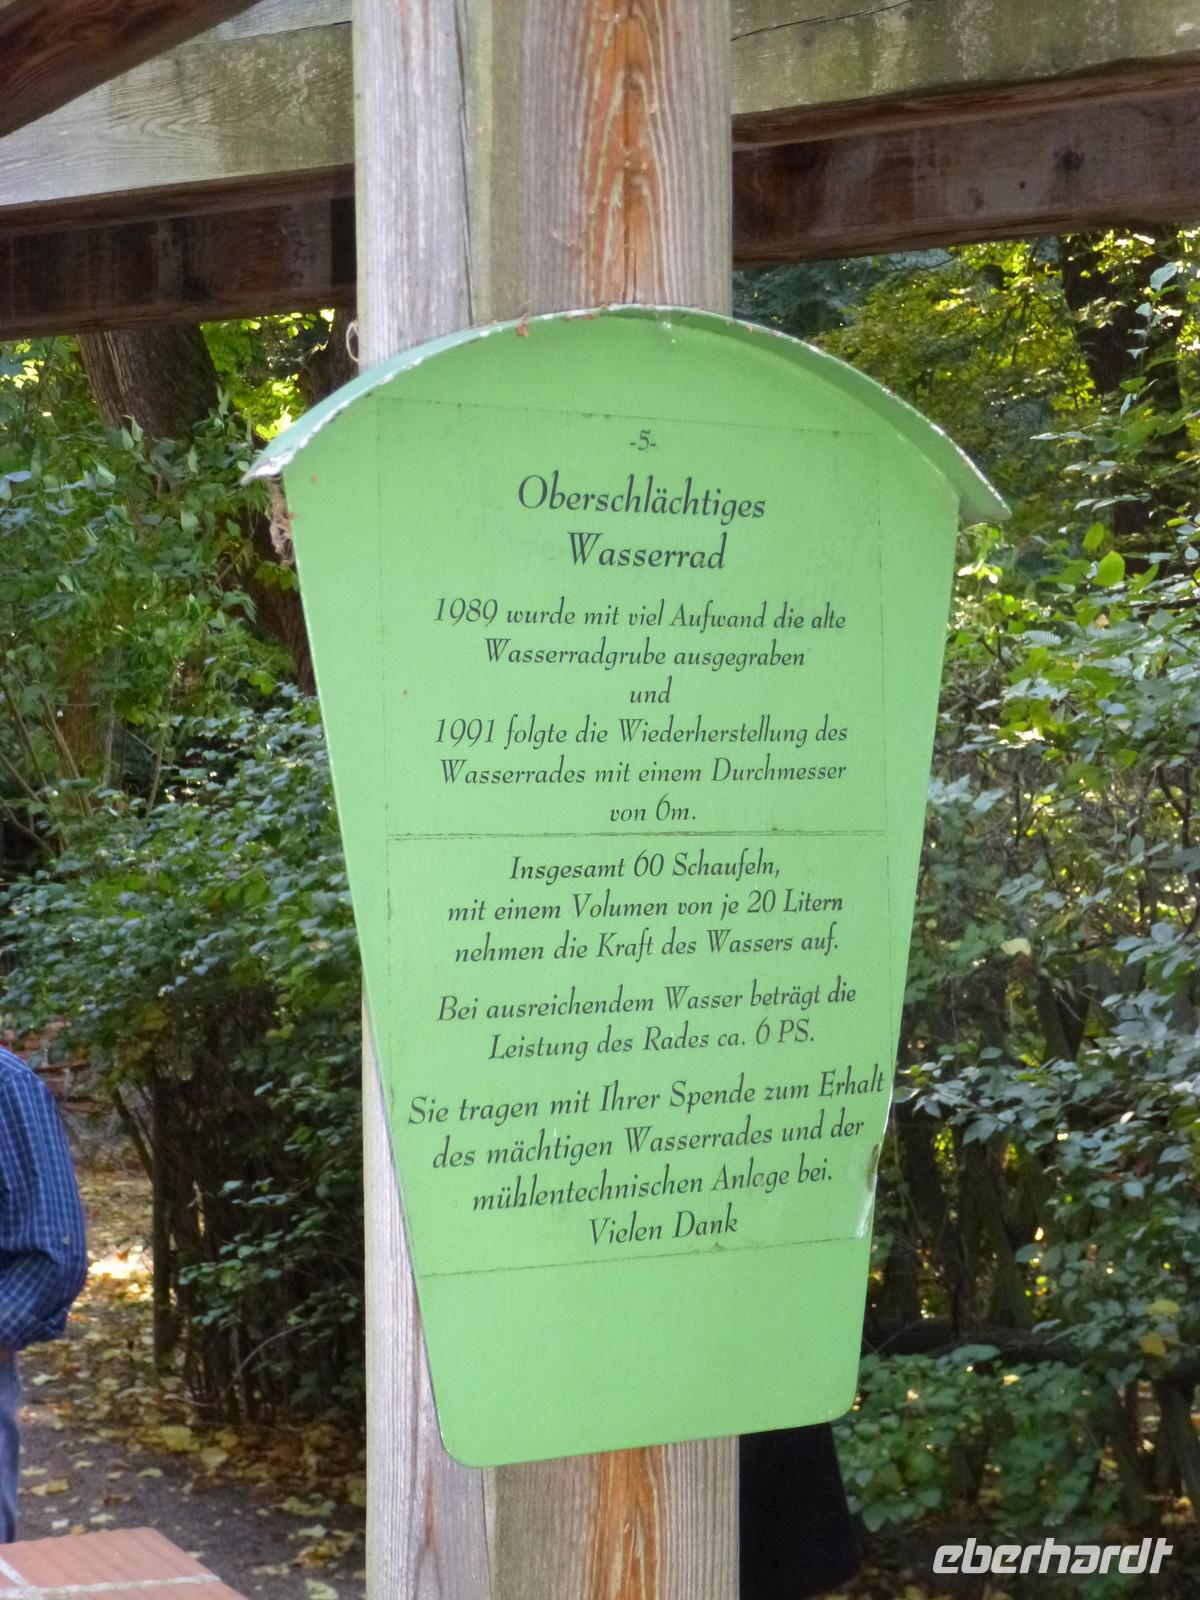 -5-
Oberschlächtiges
Wasserrad
1989 wurde mit viel Aufwand die alte
Wasserradgrube ausgegraben
und
1991 folgte die Wiederherstellung des
Wasserrades mit einem Durchmesser
von 6m.
Insgesamt 60 Schaufeln,
mit einem Volumen von je 20 Litern
nehmen die Kraft des Wassers auf.
Bei ausreichendem Wasser beträgt die
Leistung des Rades ca. 6 PS.
Sie tragen mit Ihrer Spende zum Erhalt
des mächtigen Wasserrades und der
mühlentechnischen Anlage bei.
Vielen Dank
eberhardt